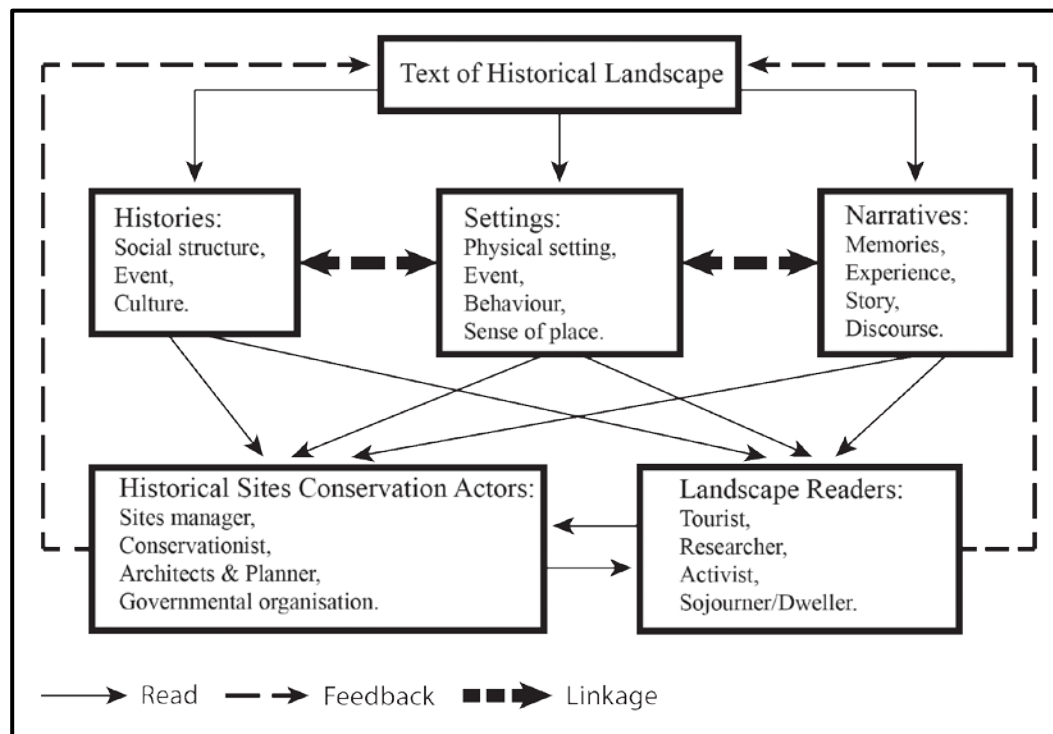 Text of Historical Landscape
Histories:
Social structure,
Event,
Culture.
Settings:
Physical setting,
Event,
Behaviour,
Sense of place.
Narratives:
Memories,
Experience,
Story,
Discourse.
Historical Sites Conservation Actors:
Sites manager,
Conservationist,
Architects & Planner,
Governmental organisation.
Landscape Readers:
Tourist,
Researcher,
Activist,
Sojourner/Dweller.
Read
Feedback
Linkage